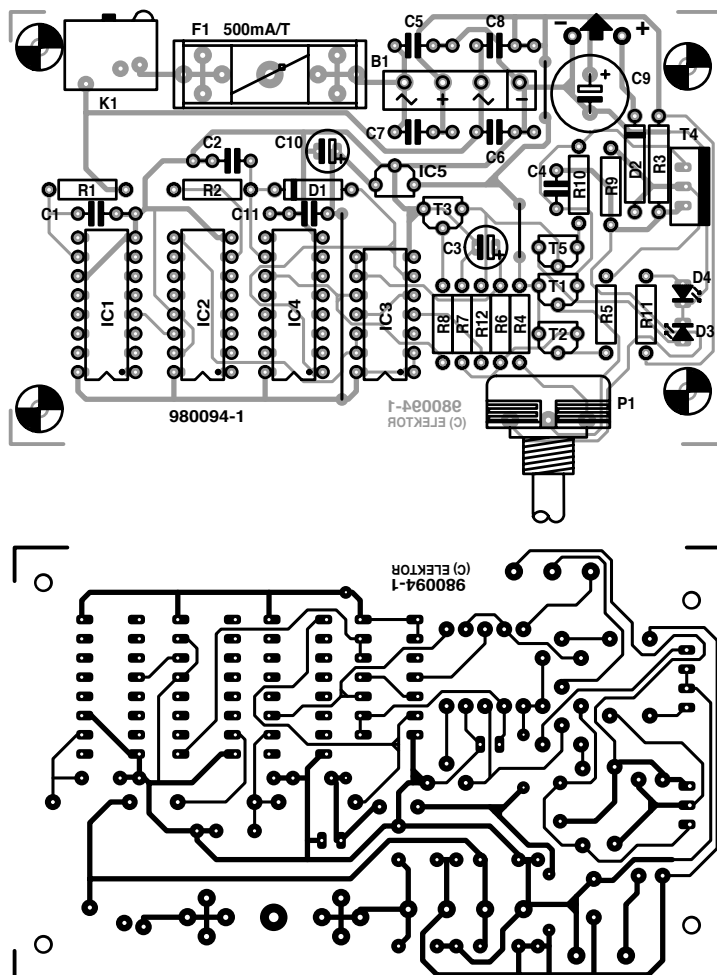 F1 500mA/T
C5
C8
B1
−
+
+
C9
K1
+
−
C7
C6
C2
C10
+
IC5
T4
D2
R3
C4
R10
R9
R1
R2
D1
C1
C11
T3
C3
+
T5
IC1
IC2
IC4
IC3
T1
T2
R8
R7
R12
R6
R4
R5
R11
D4
D3
980094-1
980094-1
(C) ELEKTOR
P1
980094-1
(C) ELEKTOR